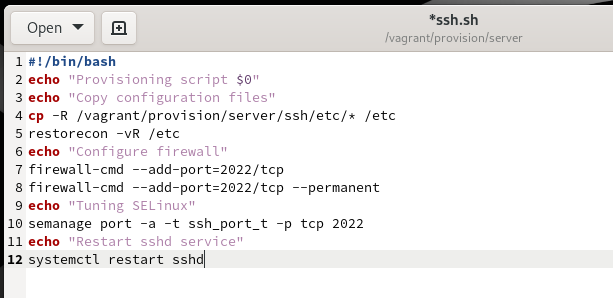 Open
*ssh.sh
/vagrant/provision/server
1 #!/bin/bash
2 echo "Provisioning script $0"
3 echo "Copy configuration files"
4 cp -R /vagrant/provision/server/ssh/etc/* /etc
5 restorecon -vR /etc
6 echo "Configure firewall"
7 firewall-cmd --add-port=2022/tcp
8 firewall-cmd --add-port=2022/tcp --permanent
9 echo "Tuning SELinux"
10 semanage port -a -t ssh_port_t -p tcp 2022
11 echo "Restart sshd service"
12 systemctl restart sshd